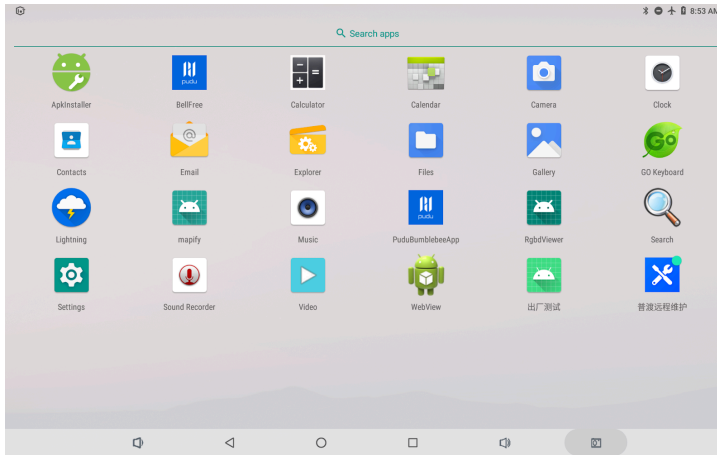 8:53 AM
Search apps
ApkInstaller
BellFree
Calculator
Calendar
Camera
Clock
Contacts
Email
Explorer
Files
Gallery
GO Keyboard
Lightning
mapify
Music
PuduBumblebeeApp
RgbdViewer
Search
Settings
Sound Recorder
Video
WebView
出厂测试
普渡远程维护
pudu
Go
pudu